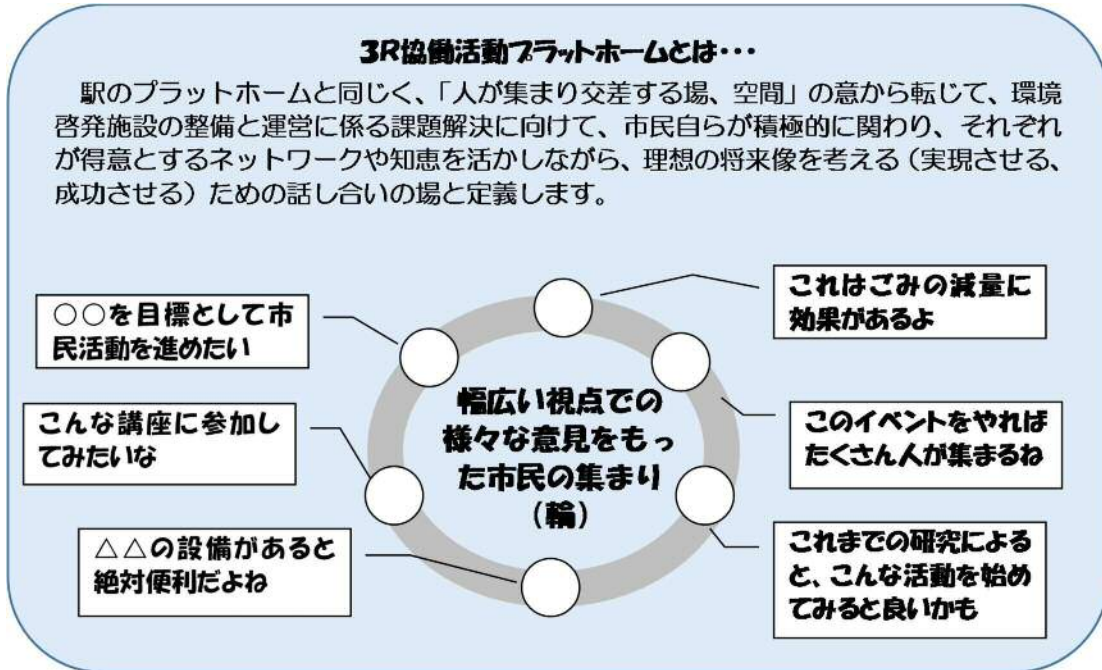 3R協働活動プラットホームとは・・・
駅のプラットホームと同じく、「人が集まり交差する場、空間」の意から転じて、環境
啓発施設の整備と運営に係る課題解決に向けて、市民自らが積極的に関わり、それぞれ
が得意とするネットワークや知恵を活かしながら、理想の将来像を考える（実現させる、
成功させる）ための話し合いの場と定義します。
○○を目標として市
民活動を進めたい
こんな講座に参加し
てみたいな
△△の設備があると
絶対便利だよね
幅広い視点での
様々な意見をもっ
た市民の集まり
（輪）
これはごみの減量に
効果があるよ
このイベントをやれば
たくさん人が集まるね
これまでの研究による
と、こんな活動を始め
てみると良いかも